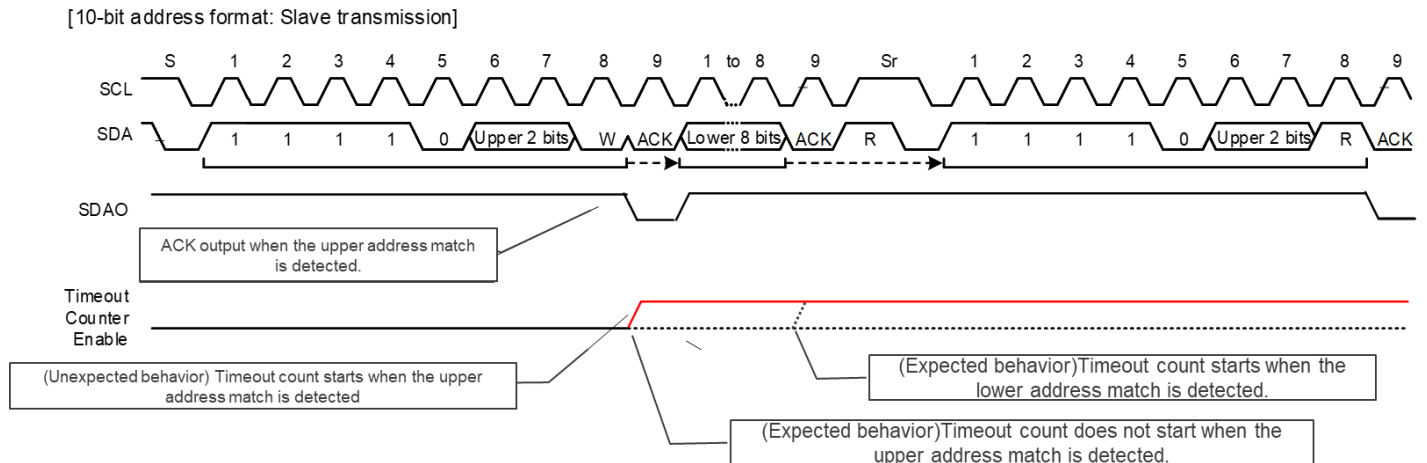 [10-bit address format: Slave transmission]
S 1 2 3 4 5 6 7 8 9 1 to 8 9 Sr 1 2 3 4 5 6 7 8 9
SCL
SDA 1 1 1 1 0 Upper 2 bits W ACK Lower 8 bits ACK R 1 1 1 1 0 Upper 2 bits R ACK
SDAO
ACK output when the upper address match
is detected.
Timeout
Counter
Enable
(Unexpected behavior) Timeout count starts when the upper
address match is detected
(Expected behavior)Timeout count starts when the
lower address match is detected.
(Expected behavior)Timeout count does not start when the
upper address match is detected.